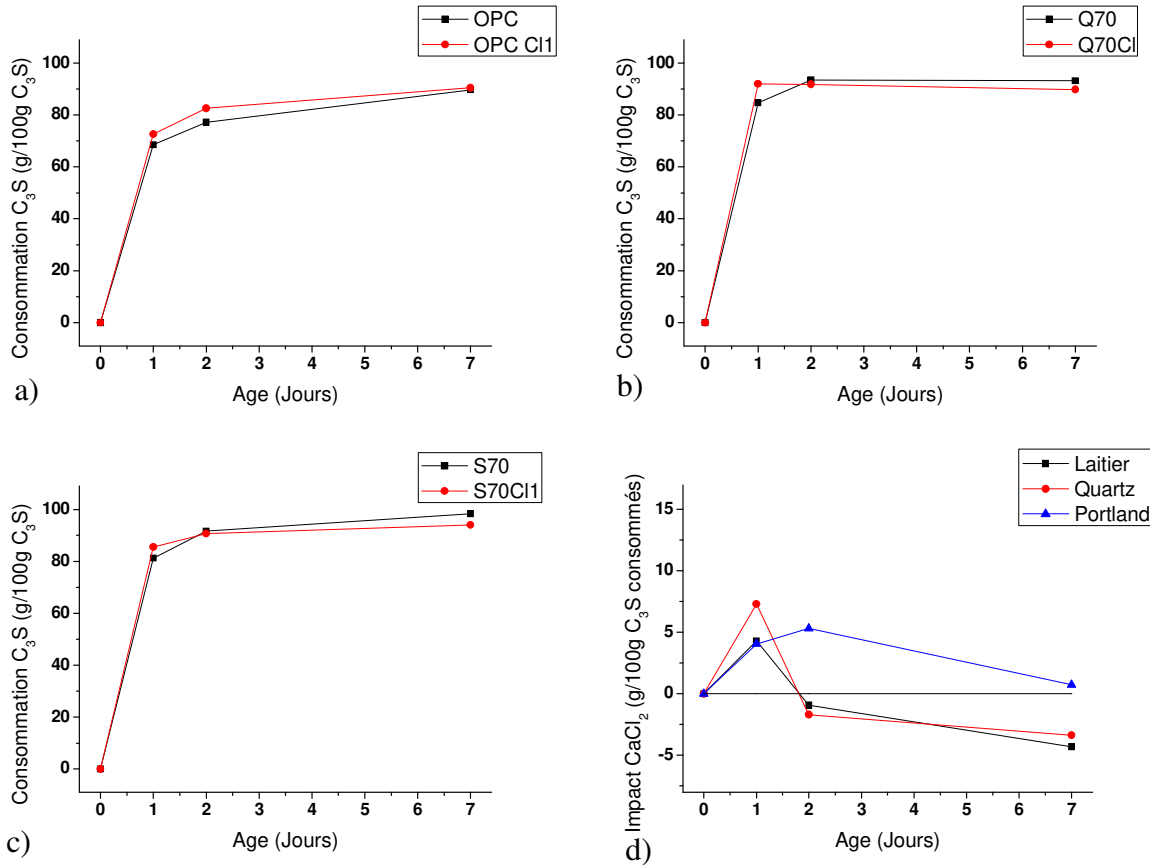 OPC
OPC Cl1
100
80
60
40
20
0
Consommation C₃S (g/100g C₃S)
0 1 2 3 4 5 6 7
Age (Jours)
a)
Q70
Q70Cl
100
80
60
40
20
0
Consommation C₃S (g/100g C₃S)
0 1 2 3 4 5 6 7
Age (Jours)
b)
S70
S70Cl1
100
80
60
40
20
0
Consommation C₃S (g/100g C₃S)
0 1 2 3 4 5 6 7
Age (Jours)
c)
Laitier
Quartz
Portland
15
10
5
0
-5
Impact CaCl₂ (g/100g C₃S consommés)
0 1 2 3 4 5 6 7
Age (Jours)
d)